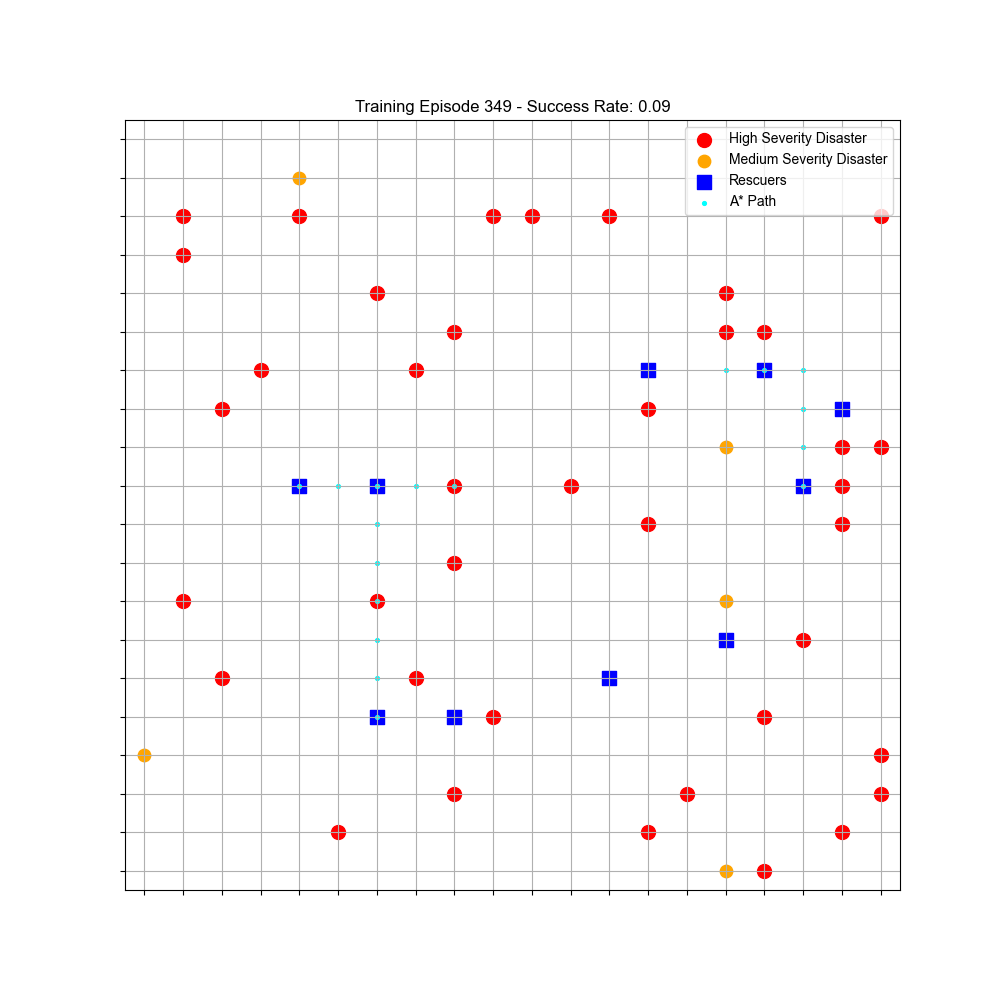 Training Episode 349 - Success Rate: 0.09
High Severity Disaster
Medium Severity Disaster
Rescuers
A* Path